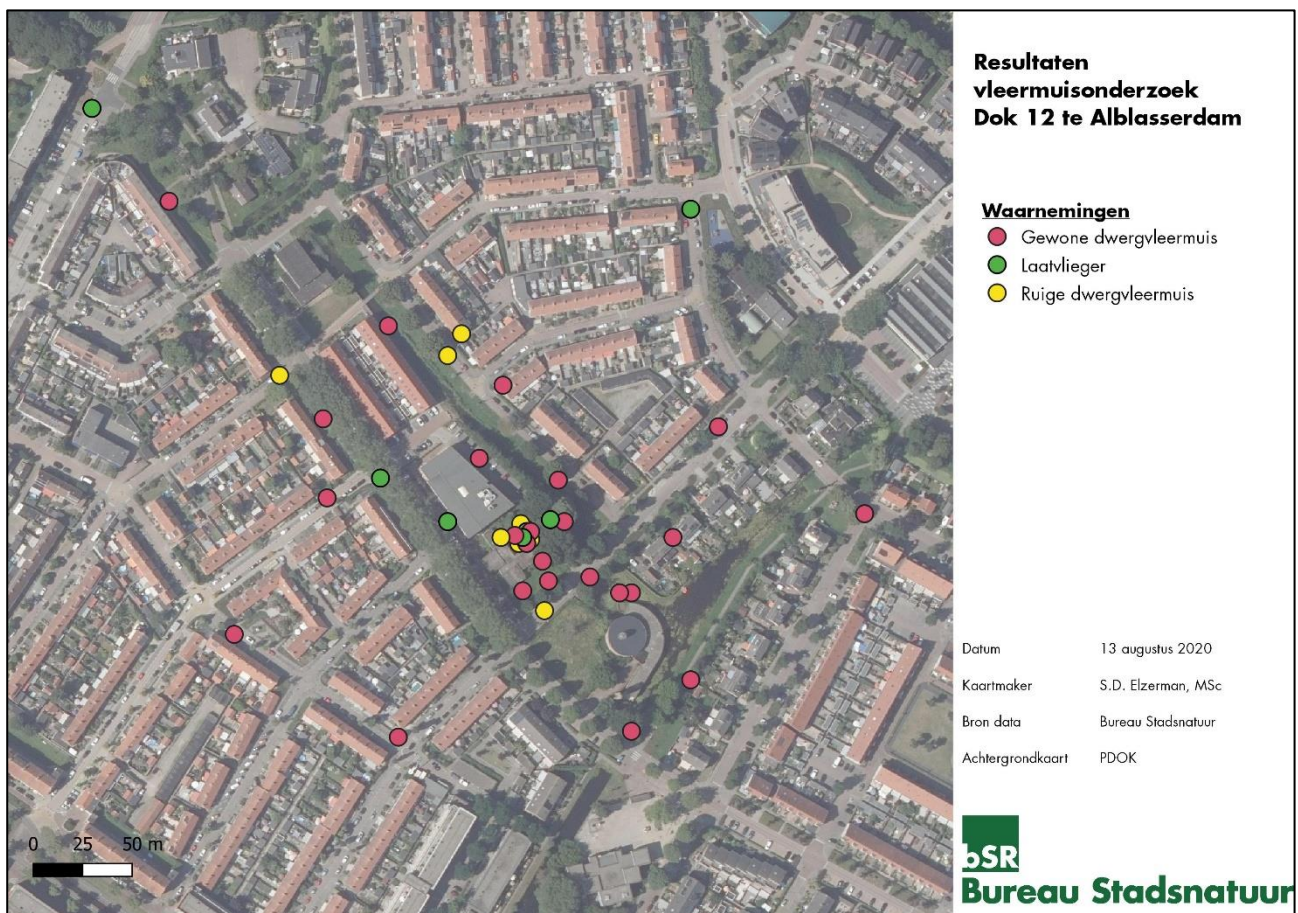 Resultaten
vleermuisonderzoek
Dok 12 te Alblasserdam
Waarnemingen
Gewone dwergvleermuis
Laatvlieger
Ruige dwergvleermuis
Datum 13 augustus 2020
Kaartmaker S.D. Elzerman, MSc
Bron data Bureau Stadsnatuur
Achtergrondkaart PDOK
0 25 50 m
bSR
Bureau Stadsnatuur